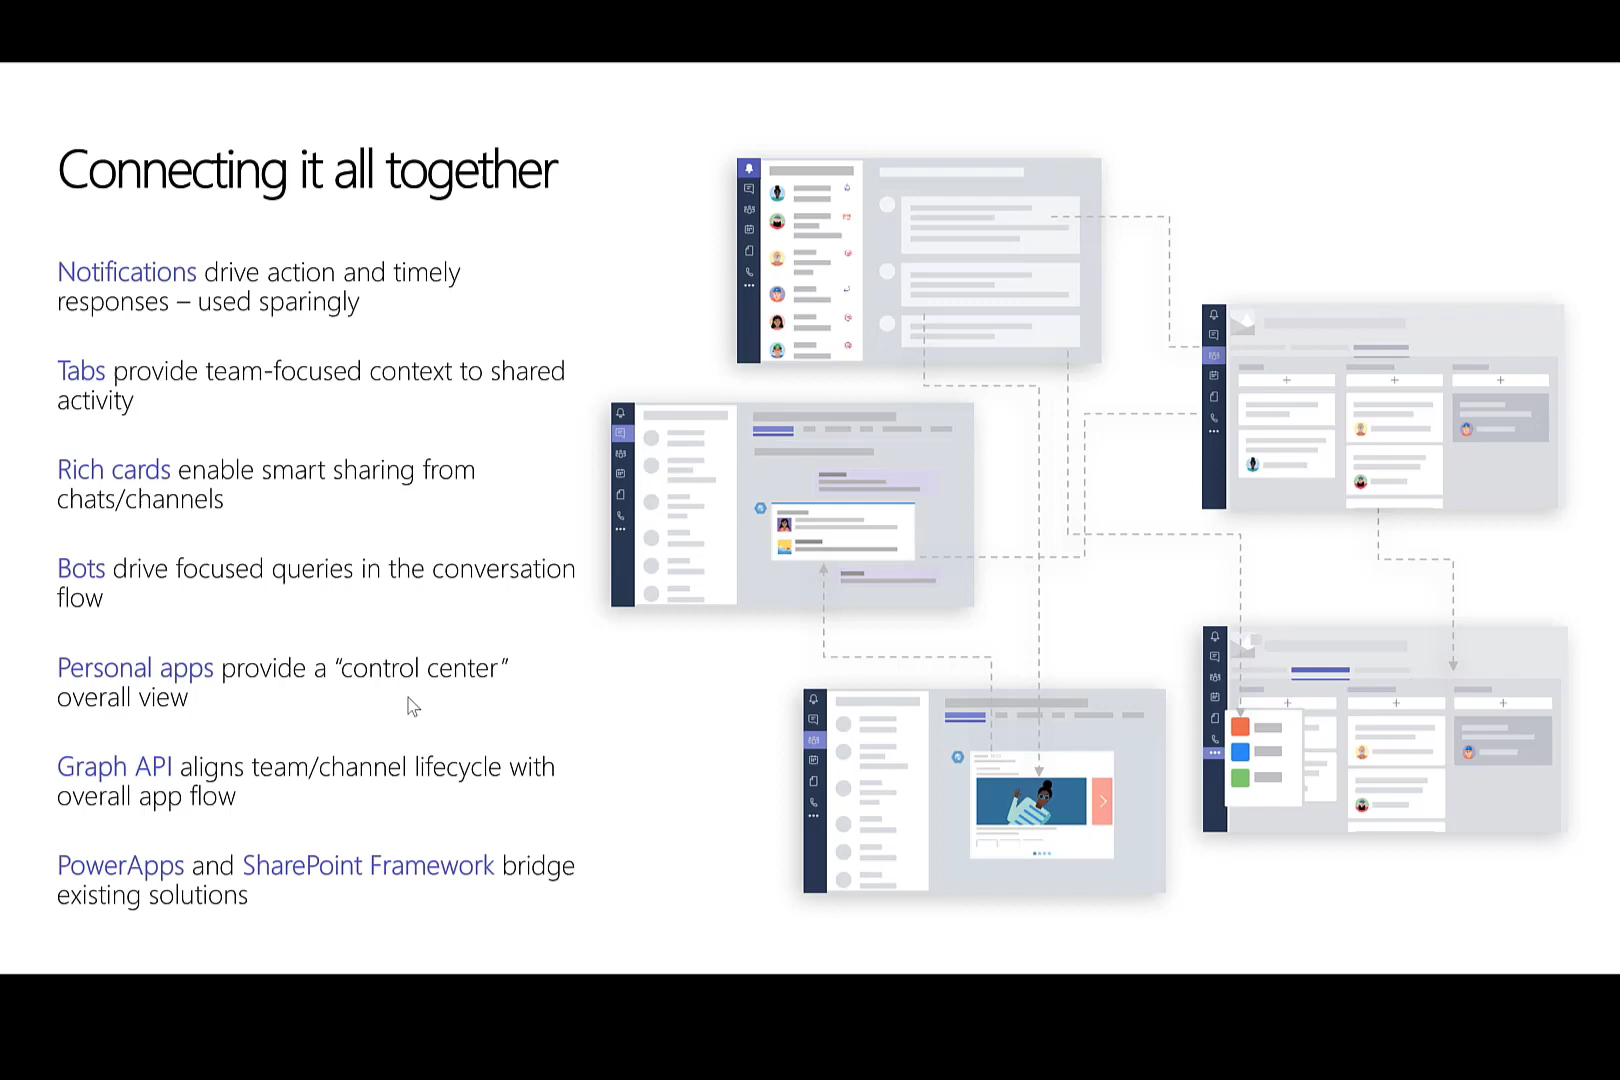 Connecting it all together
Notifications drive action and timely
responses – used sparingly
Tabs provide team-focused context to shared
activity
Rich cards enable smart sharing from
chats/channels
Bots drive focused queries in the conversation
flow
Personal apps provide a “control center”
overall view
Graph API aligns team/channel lifecycle with
overall app flow
PowerApps and SharePoint Framework bridge
existing solutions